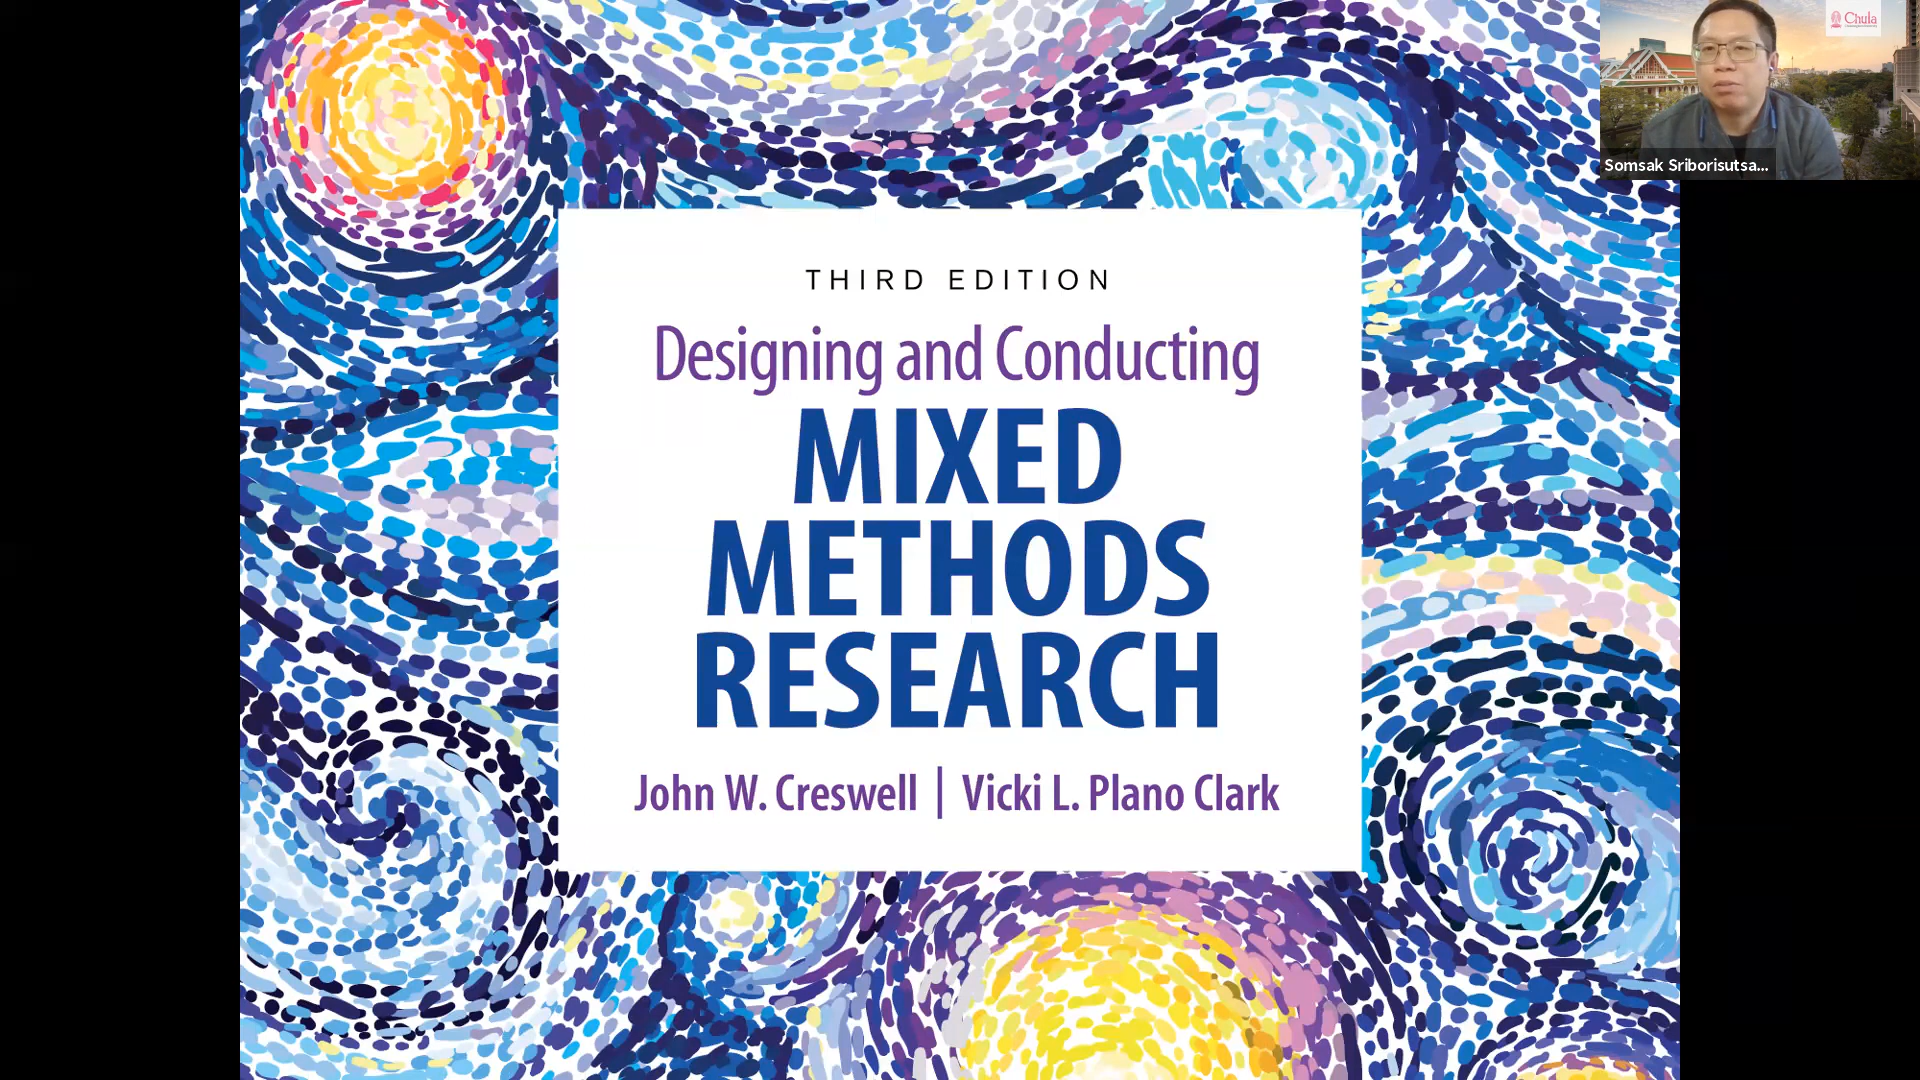 THIRD EDITION
Designing and Conducting
MIXED
METHODS
RESEARCH
John W. Creswell | Vicki L. Plano Clark
Chula
Somsak Sriborisutsa...